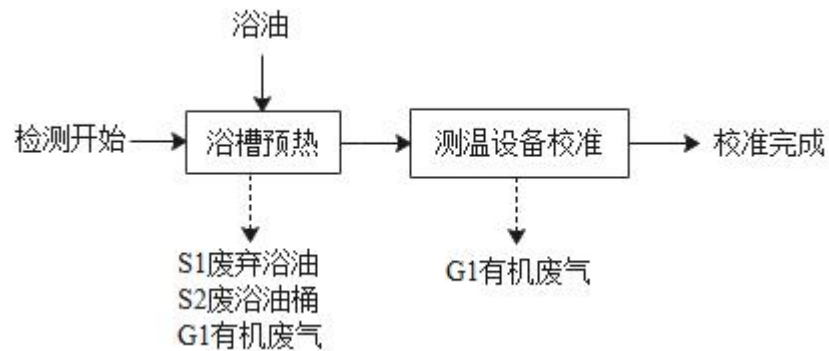 浴油
检测开始
浴槽预热
测温设备校准
校准完成
S1废弃浴油
S2废浴油桶
G1有机废气
G1有机废气